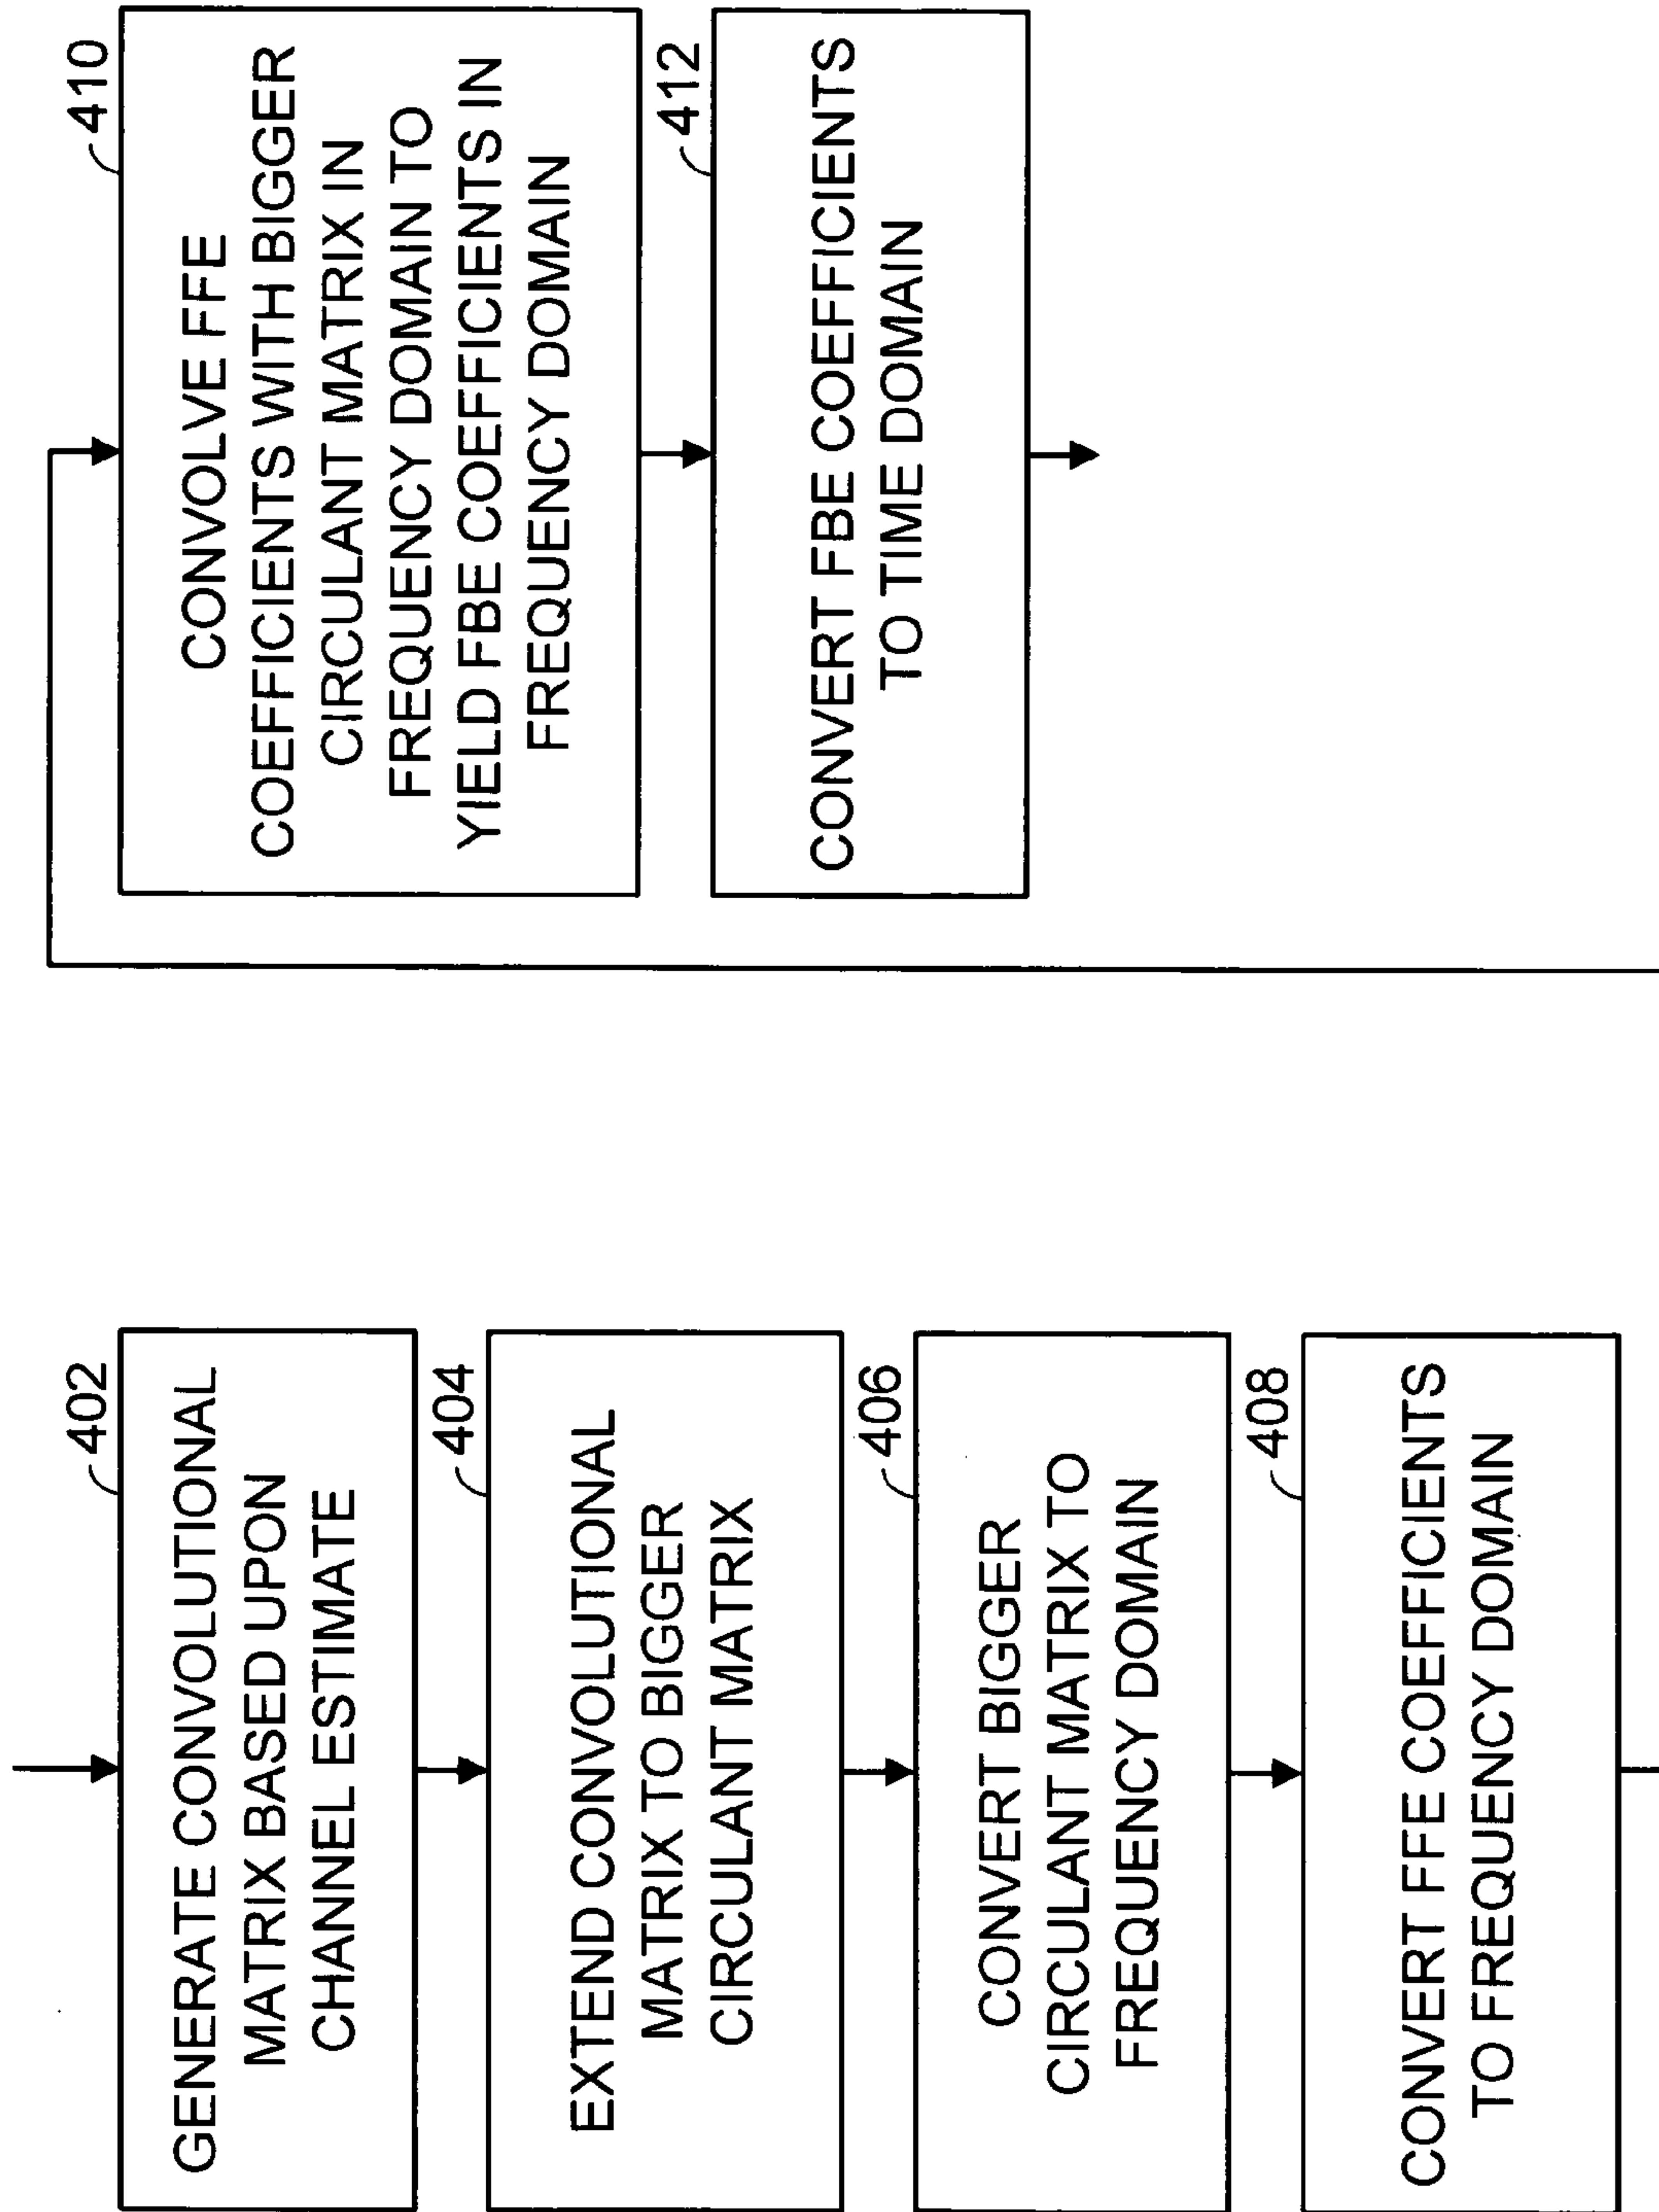 402
GENERATE CONVOLUTIONAL
MATRIX BASED UPON
CHANNEL ESTIMATE
404
EXTEND CONVOLUTIONAL
MATRIX TO BIGGER
CIRCULANT MATRIX
406
CONVERT BIGGER
CIRCULANT MATRIX TO
FREQUENCY DOMAIN
408
CONVERT FFE COEFFICIENTS
TO FREQUENCY DOMAIN
410
CONVOLVE FFE
COEFFICIENTS WITH BIGGER
CIRCULANT MATRIX IN
FREQUENCY DOMAIN TO
YIELD FBE COEFFICIENTS IN
FREQUENCY DOMAIN
412
CONVERT FBE COEFFICIENTS
TO TIME DOMAIN